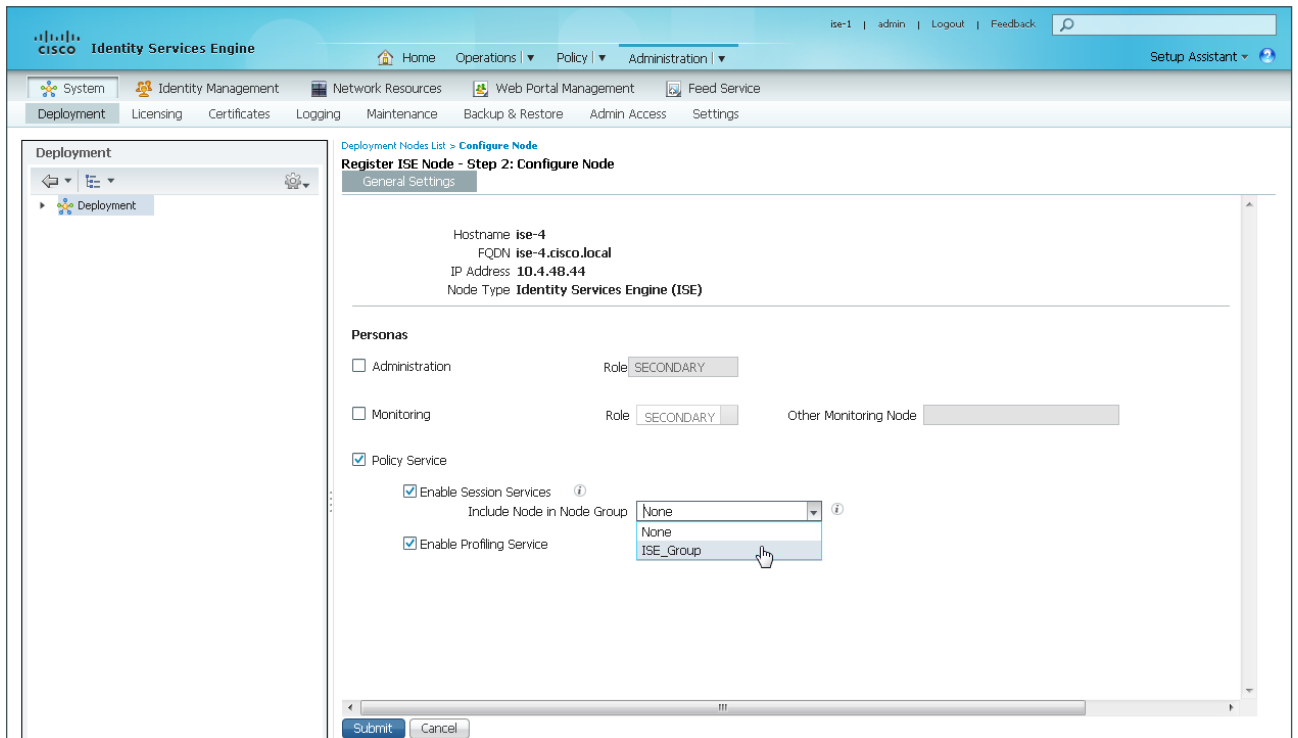 ise-1 | admin | Logout | Feedback
CISCO Identity Services Engine
Home Operations | Policy | Administration | Setup Assistant
System Identity Management Network Resources Web Portal Management Feed Service
Deployment Licensing Certificates Logging Maintenance Backup & Restore Admin Access Settings
Deployment
Deployment
Deployment Nodes List > Configure Node
Register ISE Node - Step 2: Configure Node
General Settings
Hostname ise-4
FQDN ise-4.cisco.local
IP Address 10.4.48.44
Node Type Identity Services Engine (ISE)
Personas
Administration Role SECONDARY
Monitoring Role SECONDARY Other Monitoring Node
Policy Service
Enable Session Services
Include Node in Node Group None
None
Enable Profiling Service ISE_Group
Submit Cancel